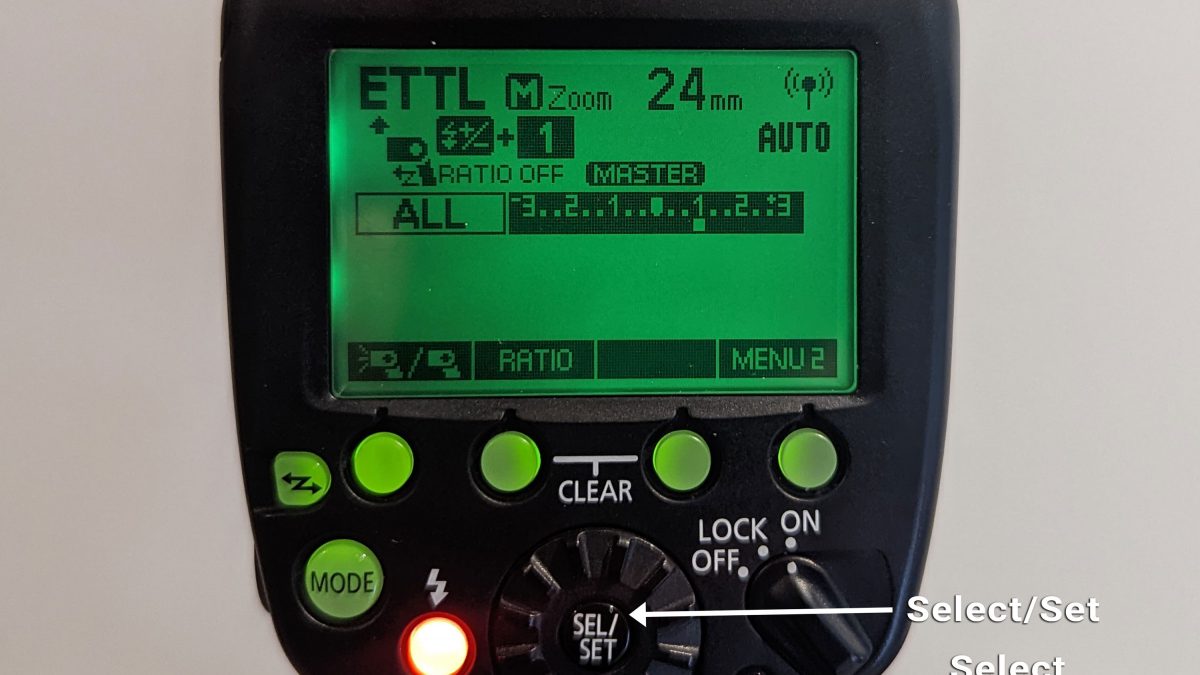 ETTL M Zoom 24mm
+1 AUTO
RATIO OFF MASTER
ALL -3..2..1..0..1..2..+3
RATIO MENU 2
CLEAR
LOCK ON
OFF
MODE
SEL/
SET
Select/Set
Select